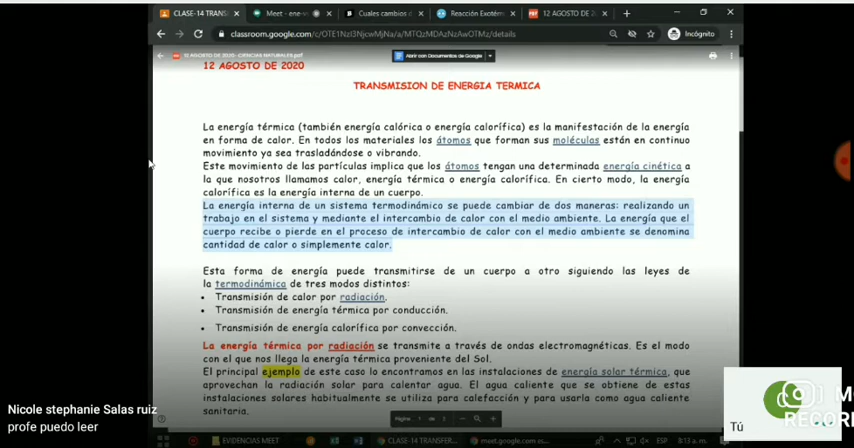 CLASE-14 TRANS
Meet - ene-v
Cuales cambios d
Reacción Exotérm
12 AGOSTO DE 2
classroom.google.com/c/OTE1NzI3NjcwMjNa/a/MTQzMDAzNzAwOTMz/details
Incógnito
12 AGOSTO DE 2020- CIENCIAS NATURALES.pdf
Abrir con Documentos de Google
12 AGOSTO DE 2020
TRANSMISION DE ENERGIA TERMICA
La energía térmica (también energía calórica o energía calorífica) es la manifestación de la energía
en forma de calor. En todos los materiales los átomos que forman sus moléculas están en continuo
movimiento ya sea trasladándose o vibrando.
Este movimiento de las partículas implica que los átomos tengan una determinada energía cinética a
la que nosotros llamamos calor, energía térmica o energía calorífica. En cierto modo, la energía
calorífica es la energía interna de un cuerpo.
La energía interna de un sistema termodinámico se puede cambiar de dos maneras: realizando un
trabajo en el sistema y mediante el intercambio de calor con el medio ambiente. La energía que el
cuerpo recibe o pierde en el proceso de intercambio de calor con el medio ambiente se denomina
cantidad de calor o simplemente calor.
Esta forma de energía puede transmitirse de un cuerpo a otro siguiendo las leyes de
la termodinámica de tres modos distintos:
• Transmisión de calor por radiación.
• Transmisión de energía térmica por conducción.
• Transmisión de energía calorífica por convección.
La energía térmica por radiación se transmite a través de ondas electromagnéticas. Es el modo
con el que nos llega la energía térmica proveniente del Sol.
El principal ejemplo de este caso lo encontramos en las instalaciones de energía solar térmica, que
aprovechan la radiación solar para calentar agua. El agua caliente que se obtiene de estas
instalaciones solares habitualmente se utiliza para calefacción y para usarla como agua caliente
sanitaria.
Página
Nicole stephanie Salas ruiz
profe puedo leer
Tú
RECOR
EVIDENCIAS MEET
CLASE-14 TRANSFER
meet.google.com es
ESP
8:13 a.m.